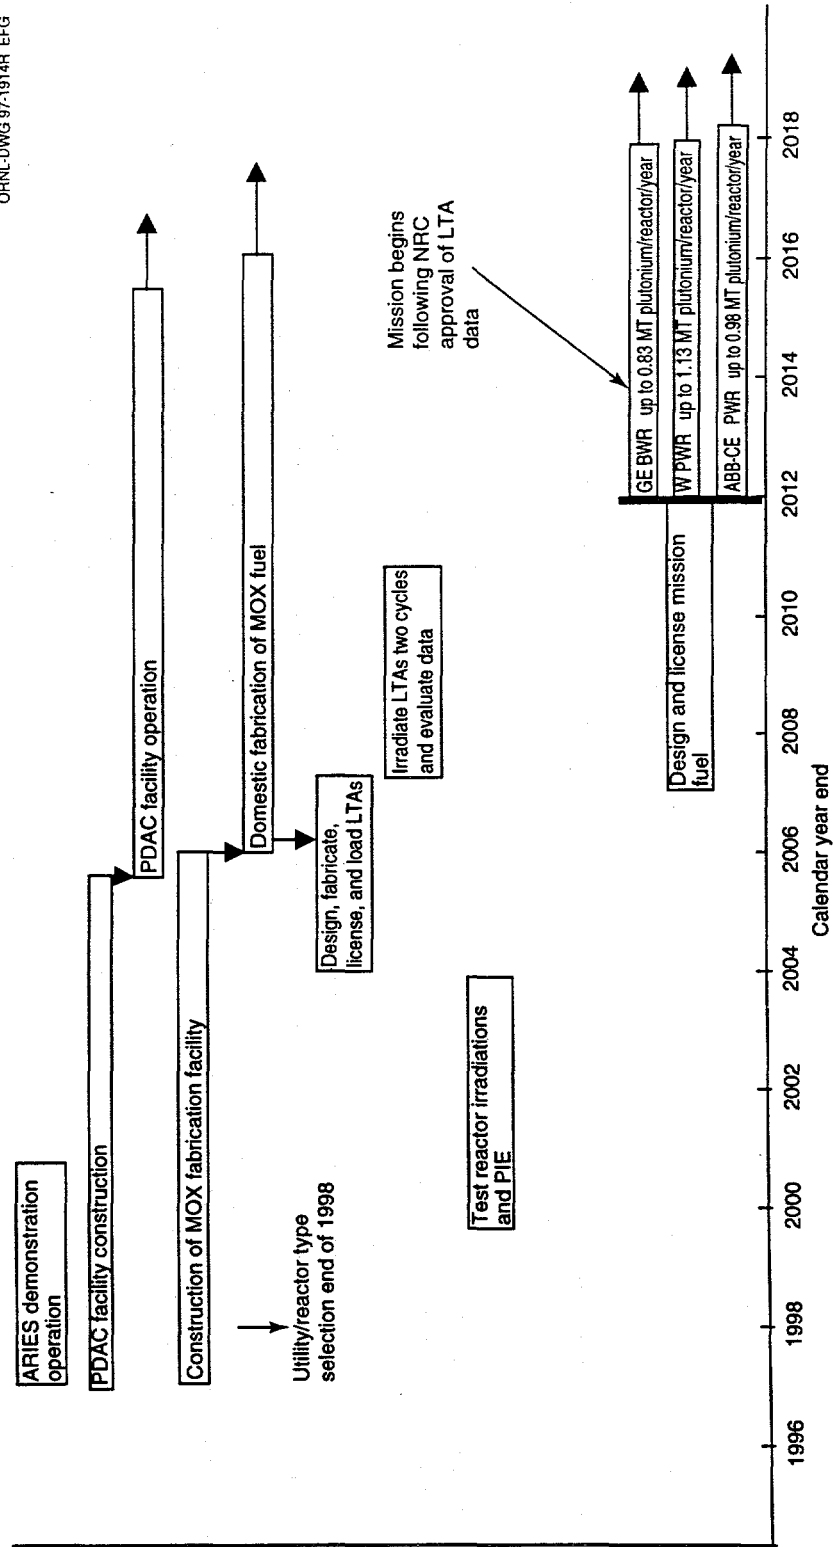 ORNL-DWG 97-1914R EFG
ARIES demonstration
operation
PDAC facility construction
PDAC facility operation
Construction of MOX fabrication facility
Domestic fabrication of MOX fuel
Utility/reactor type
selection end of 1998
Design, fabricate,
license, and load LTAs
Irradiate LTAs two cycles
and evaluate data
Mission begins
following NRC
approval of LTA
data
Test reactor irradiations
and PIE
GE BWR up to 0.83 MT plutonium/reactor/year
W PWR up to 1.13 MT plutonium/reactor/year
ABB-CE PWR up to 0.98 MT plutonium/reactor/year
Design and license mission
fuel
1996 1998 2000 2002 2004 2006 2008 2010 2012 2014 2016 2018
Calendar year end